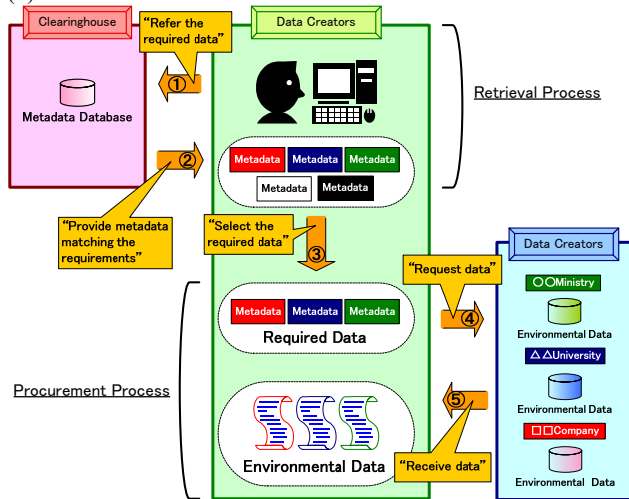 Clearinghouse
"Refer the
required data"
Data Creators
①
Metadata Database
Retrieval Process
②
Metadata Metadata Metadata
Metadata Metadata
"Provide metadata
matching the
requirements"
"Select the
required data"
③
Data Creators
"Request data"
④
○○Ministry
Environmental Data
Metadata Metadata Metadata
Required Data
△△University
Environmental Data
Procurement Process
⑤
Environmental Data
"Receive data"
□□Company
Environmental Data